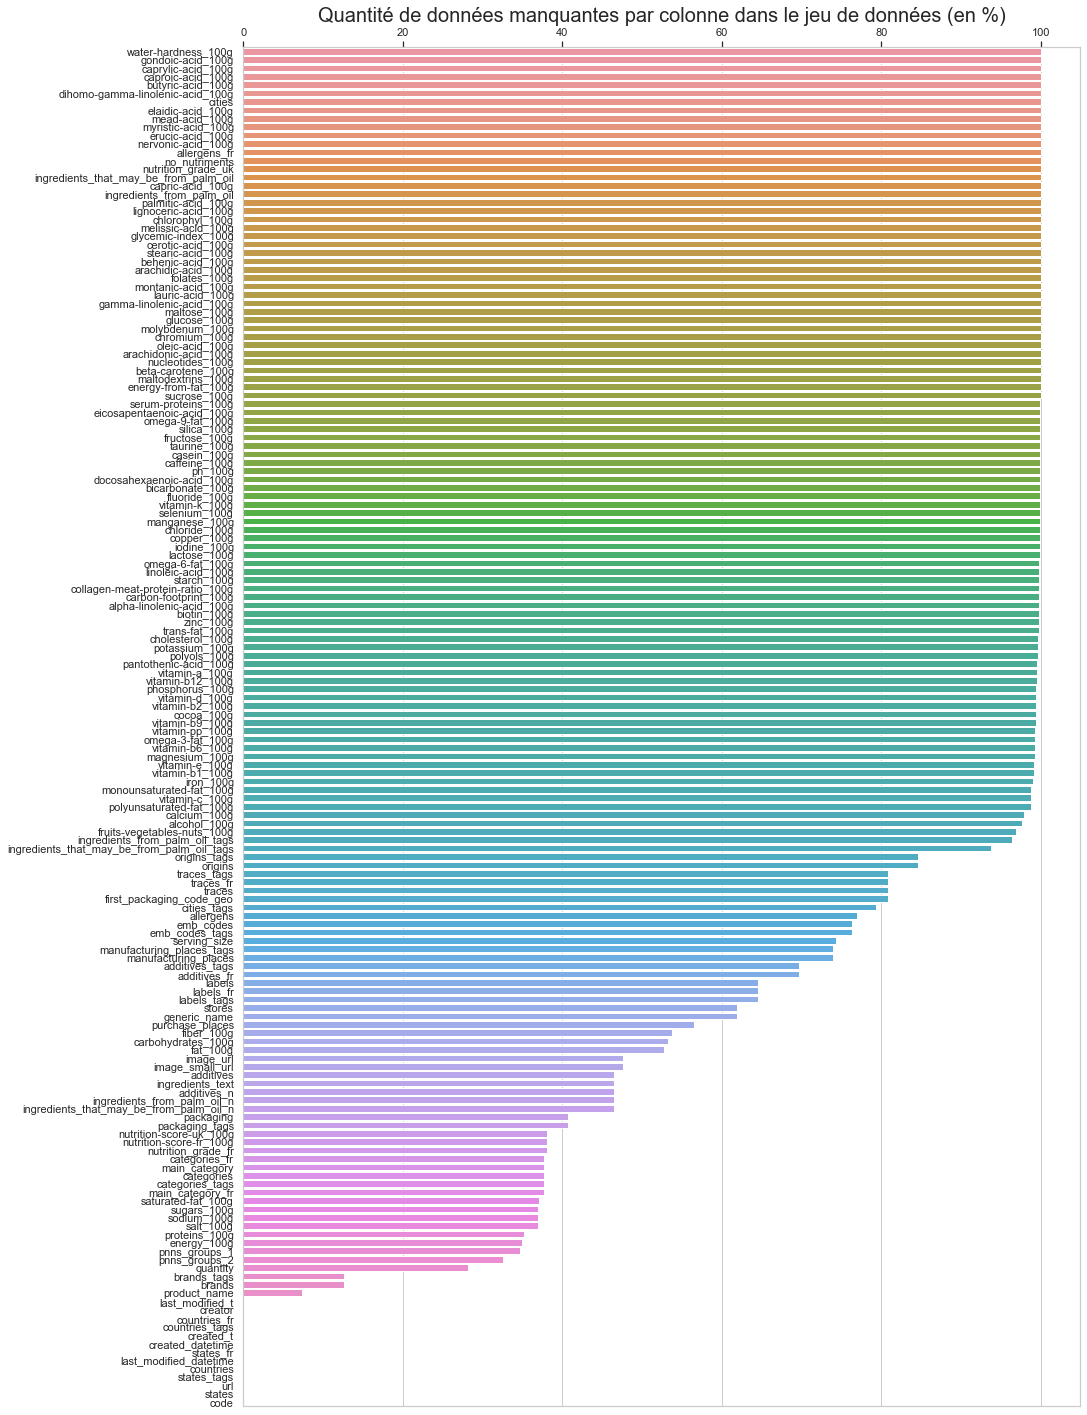 Quantité de données manquantes par colonne dans le jeu de données (en %)
0 20 40 60 80 100
water-hardness_100g
gondoic-acid_100g
caprylic-acid_100g
caproic-acid_100g
butyric-acid_100g
dihomo-gamma-linolenic-acid_100g
cities
elaidic-acid_100g
mead-acid_100g
myristic-acid_100g
erucic-acid_100g
nervonic-acid_100g
allergens_fr
no_nutriments
nutrition_grade_uk
ingredients_that_may_be_from_palm_oil
capric-acid_100g
ingredients_from_palm_oil
palmitic-acid_100g
lignoceric-acid_100g
chlorophyl_100g
melissic-acid_100g
glycemic-index_100g
cerotic-acid_100g
stearic-acid_100g
behenic-acid_100g
arachidic-acid_100g
folates_100g
montanic-acid_100g
lauric-acid_100g
gamma-linolenic-acid_100g
maltose_100g
glucose_100g
molybdenum_100g
chromium_100g
oleic-acid_100g
arachidonic-acid_100g
nucleotides_100g
beta-carotene_100g
maltodextrins_100g
energy-from-fat_100g
sucrose_100g
serum-proteins_100g
eicosapentaenoic-acid_100g
omega-9-fat_100g
silica_100g
fructose_100g
taurine_100g
casein_100g
caffeine_100g
ph_100g
docosahexaenoic-acid_100g
bicarbonate_100g
fluoride_100g
vitamin-k_100g
selenium_100g
manganese_100g
chloride_100g
copper_100g
iodine_100g
lactose_100g
omega-6-fat_100g
linoleic-acid_100g
starch_100g
collagen-meat-protein-ratio_100g
carbon-footprint_100g
alpha-linolenic-acid_100g
biotin_100g
zinc_100g
trans-fat_100g
cholesterol_100g
potassium_100g
polyols_100g
pantothenic-acid_100g
vitamin-a_100g
vitamin-b12_100g
phosphorus_100g
vitamin-d_100g
vitamin-b2_100g
cocoa_100g
vitamin-b9_100g
vitamin-pp_100g
omega-3-fat_100g
vitamin-b6_100g
magnesium_100g
vitamin-e_100g
vitamin-b1_100g
iron_100g
monounsaturated-fat_100g
vitamin-c_100g
polyunsaturated-fat_100g
calcium_100g
alcohol_100g
fruits-vegetables-nuts_100g
ingredients_from_palm_oil_tags
ingredients_that_may_be_from_palm_oil_tags
origins_tags
origins
traces_tags
traces_fr
traces
first_packaging_code_geo
cities_tags
allergens
emb_codes
emb_codes_tags
serving_size
manufacturing_places_tags
manufacturing_places
additives_tags
additives_fr
labels
labels_fr
labels_tags
stores
generic_name
purchase_places
fiber_100g
carbohydrates_100g
fat_100g
image_url
image_small_url
additives
ingredients_text
additives_n
ingredients_from_palm_oil_n
ingredients_that_may_be_from_palm_oil_n
packaging
packaging_tags
nutrition-score-uk_100g
nutrition-score-fr_100g
nutrition_grade_fr
categories_fr
main_category
categories
categories_tags
main_category_fr
saturated-fat_100g
sugars_100g
sodium_100g
salt_100g
proteins_100g
energy_100g
pnns_groups_1
pnns_groups_2
quantity
brands_tags
brands
product_name
last_modified_t
creator
countries_fr
countries_tags
created_t
created_datetime
states_fr
last_modified_datetime
countries
states_tags
url
states
code